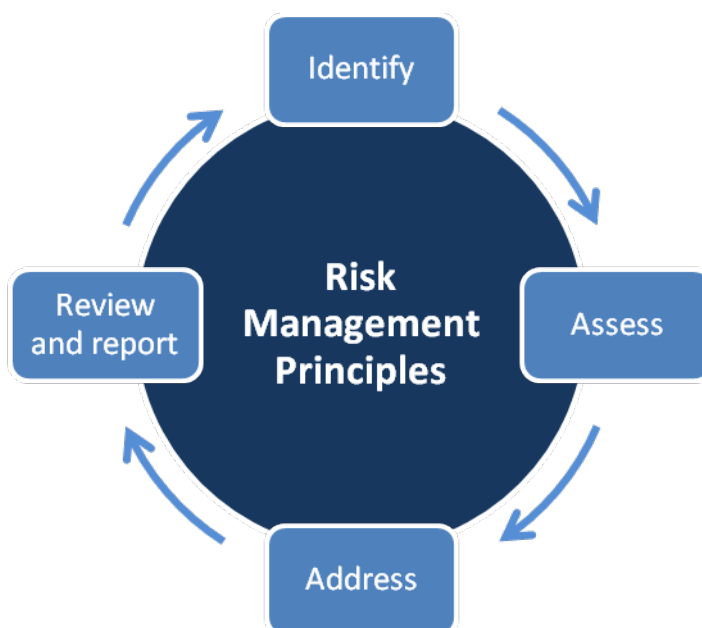 Identify
Risk
Management
Principles
Assess
Address
Review
and report